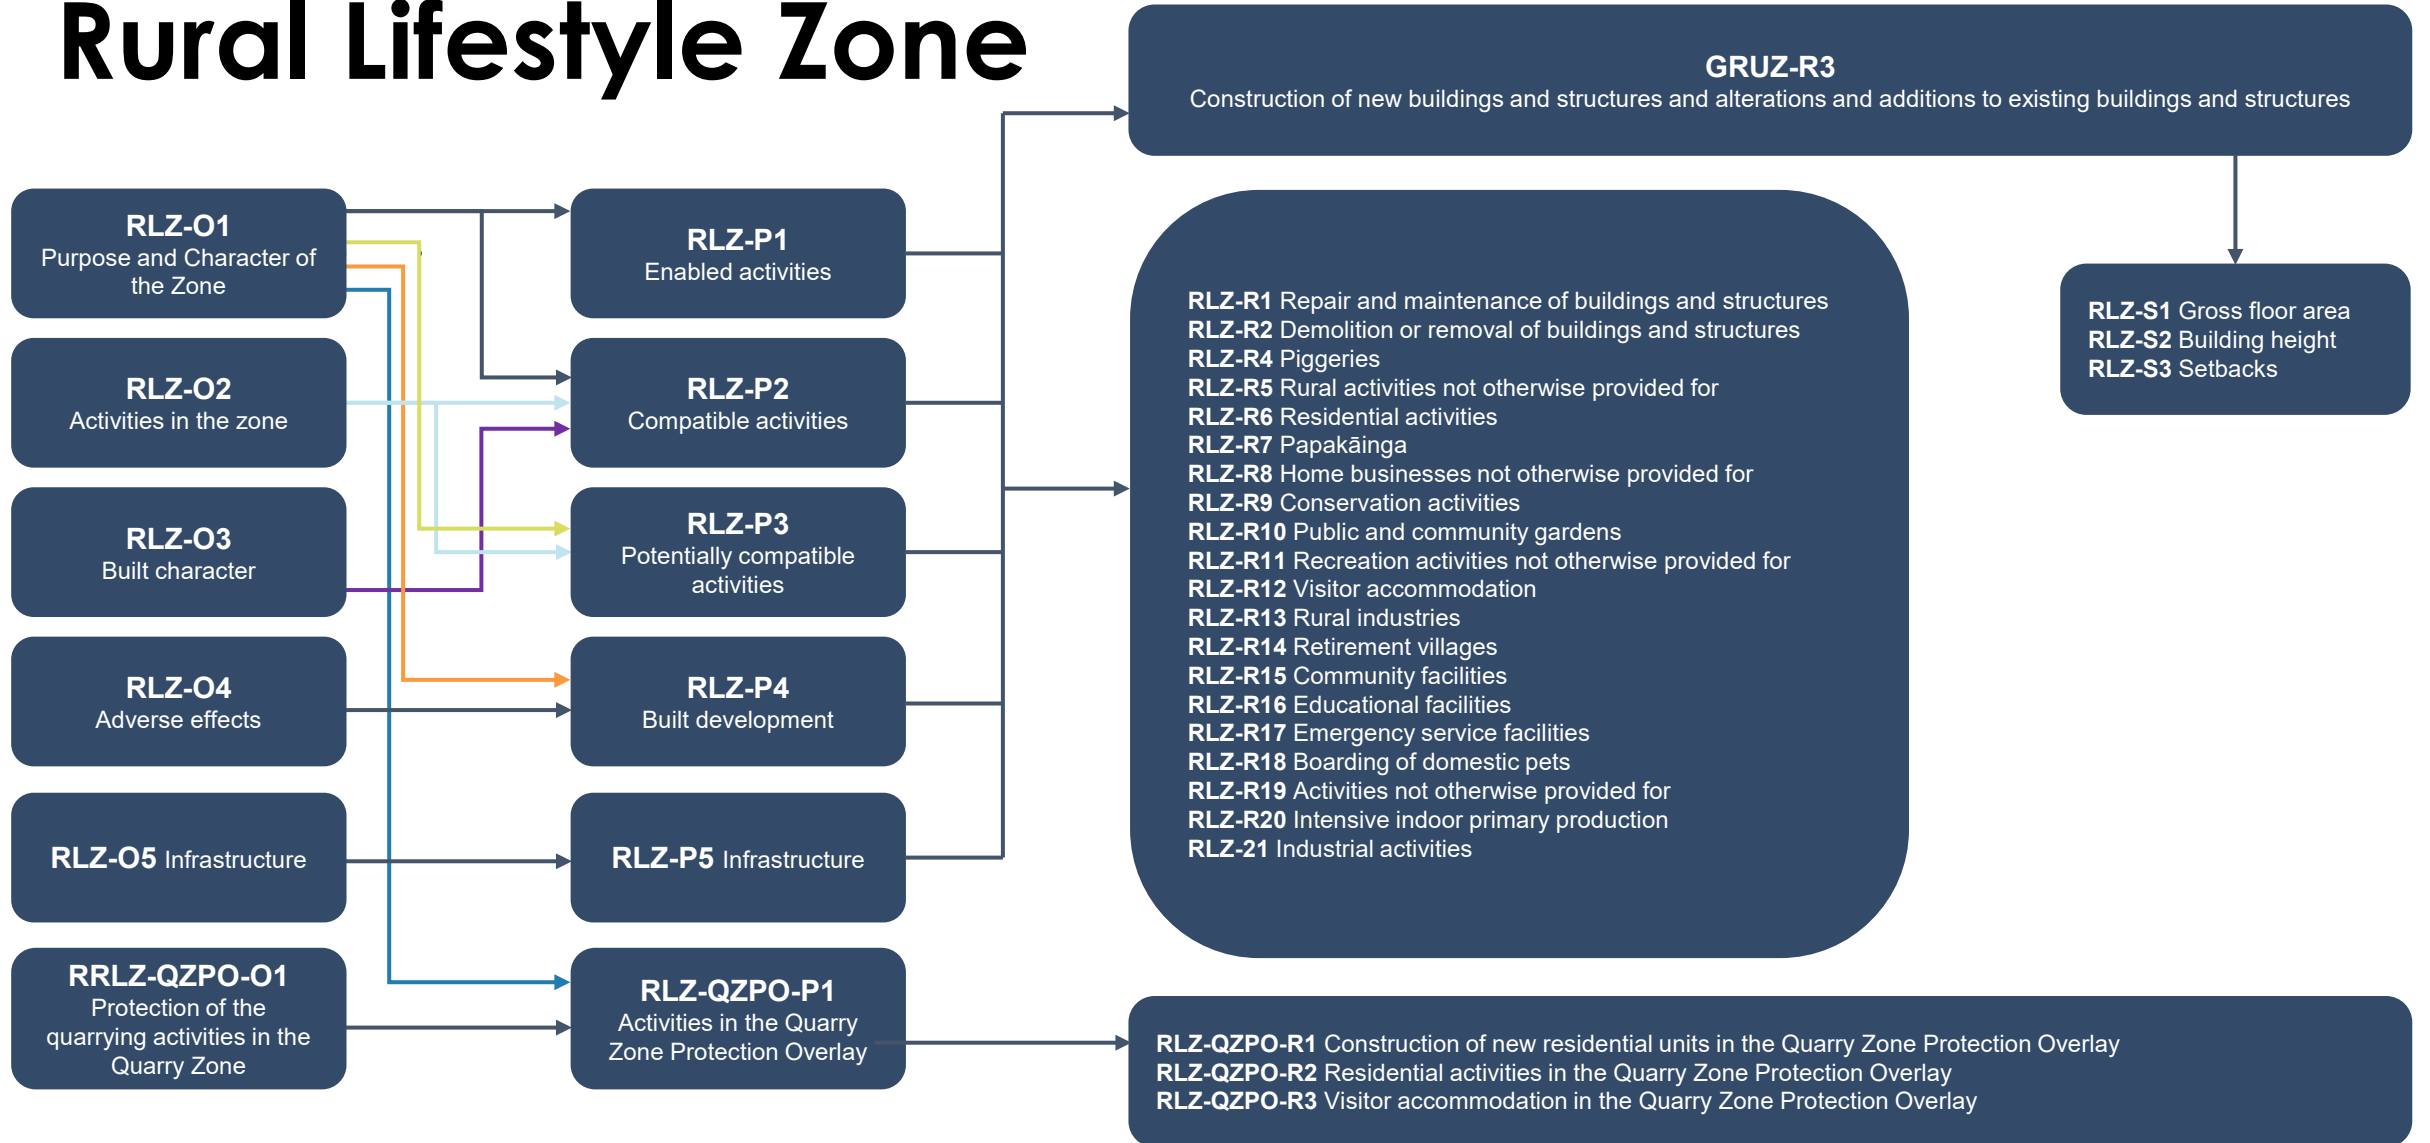 Rural Lifestyle Zone
GRUZ-R3
Construction of new buildings and structures and alterations and additions to existing buildings and structures
RLZ-O1
Purpose and Character of
the Zone
RLZ-O2
Activities in the zone
RLZ-O3
Built character
RLZ-O4
Adverse effects
RLZ-O5 Infrastructure
RRLZ-QZPO-O1
Protection of the
quarrying activities in the
Quarry Zone
RLZ-P1
Enabled activities
RLZ-P2
Compatible activities
RLZ-P3
Potentially compatible
activities
RLZ-P4
Built development
RLZ-P5 Infrastructure
RLZ-QZPO-P1
Activities in the Quarry
Zone Protection Overlay
RLZ-R1 Repair and maintenance of buildings and structures
RLZ-R2 Demolition or removal of buildings and structures
RLZ-R4 Piggeries
RLZ-R5 Rural activities not otherwise provided for
RLZ-R6 Residential activities
RLZ-R7 Papakāinga
RLZ-R8 Home businesses not otherwise provided for
RLZ-R9 Conservation activities
RLZ-R10 Public and community gardens
RLZ-R11 Recreation activities not otherwise provided for
RLZ-R12 Visitor accommodation
RLZ-R13 Rural industries
RLZ-R14 Retirement villages
RLZ-R15 Community facilities
RLZ-R16 Educational facilities
RLZ-R17 Emergency service facilities
RLZ-R18 Boarding of domestic pets
RLZ-R19 Activities not otherwise provided for
RLZ-R20 Intensive indoor primary production
RLZ-21 Industrial activities
RLZ-S1 Gross floor area
RLZ-S2 Building height
RLZ-S3 Setbacks
RLZ-QZPO-R1 Construction of new residential units in the Quarry Zone Protection Overlay
RLZ-QZPO-R2 Residential activities in the Quarry Zone Protection Overlay
RLZ-QZPO-R3 Visitor accommodation in the Quarry Zone Protection Overlay